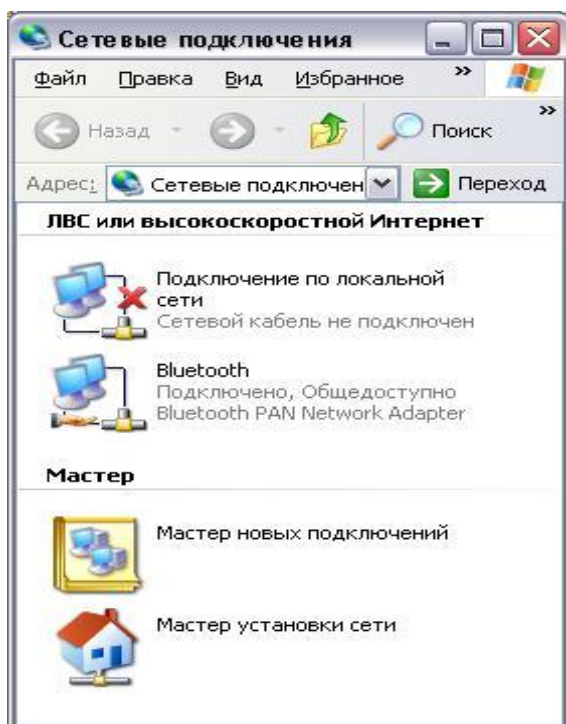 Сетевые подключения
Файл Правка Вид Избранное »
Назад Поиск »
Адрес: Сетевые подключен Переход
ЛВС или высокоскоростной Интернет
Подключение по локальной
сети
Сетевой кабель не подключен
Bluetooth
Подключено, Общедоступно
Bluetooth PAN Network Adapter
Мастер
Мастер новых подключений
Мастер установки сети